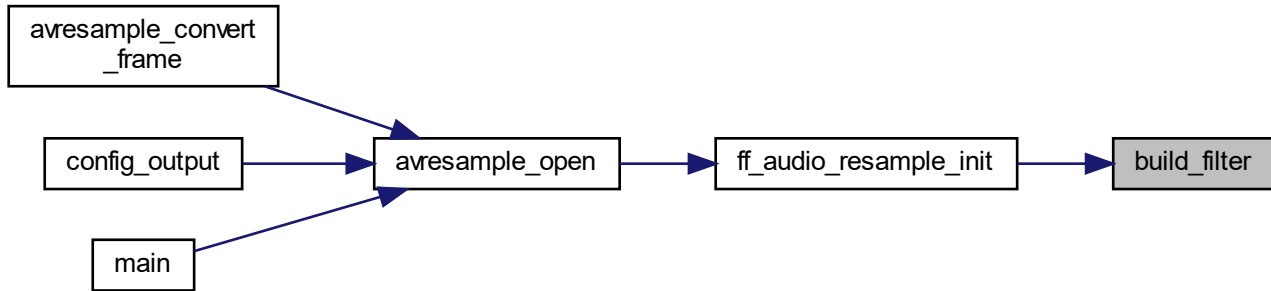 avresample_convert
_frame
config_output
avresample_open
ff_audio_resample_init
build_filter
main